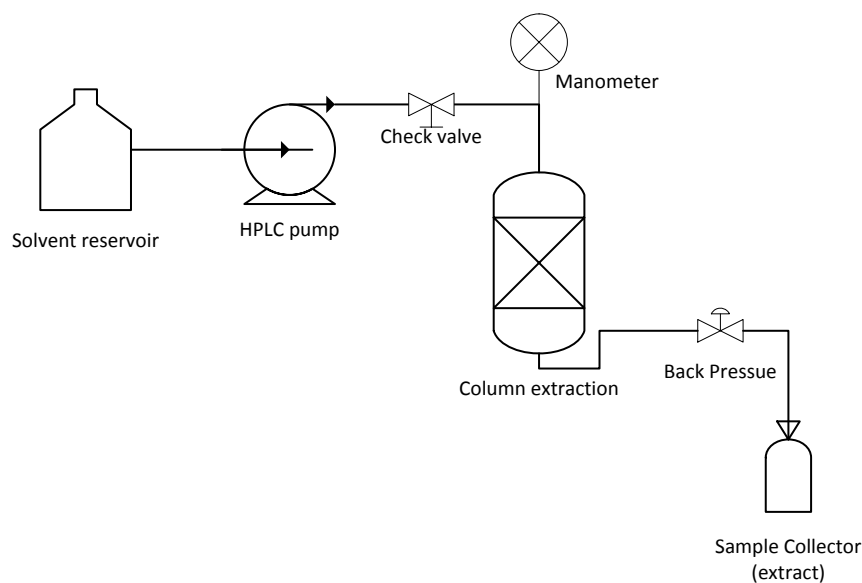 Manometer
Check valve
Solvent reservoir
HPLC pump
Column extraction
Back Pressue
Sample Collector
(extract)